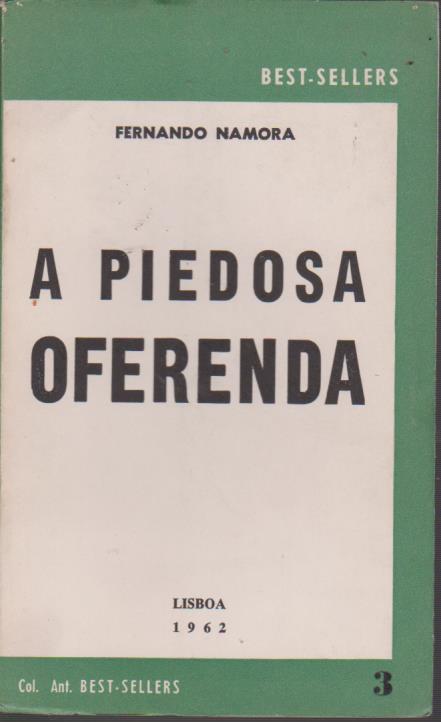 BEST-SELLERS
FERNANDO NAMORA
A PIEDOSA
OFERENDA
LISBOA
1962
Col. Ant. BEST-SELLERS 3